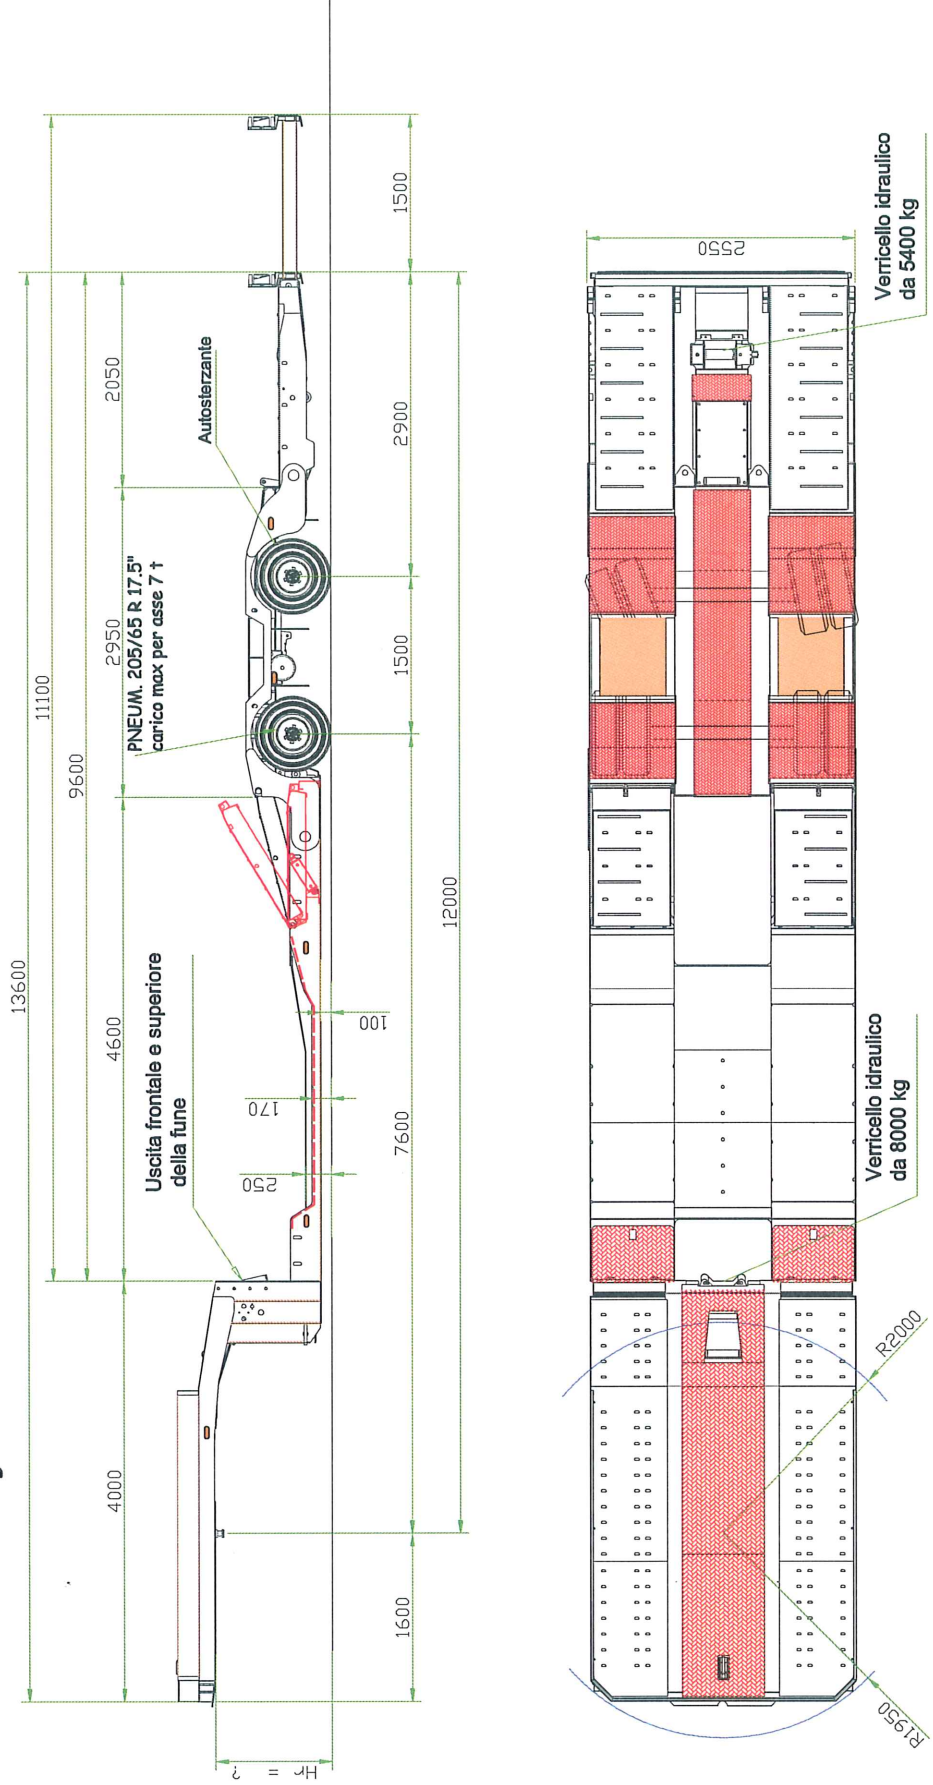 13600
11100
9600
4000
4600
2950
2050
Uscita frontale e superiore
della fune
PNEUM. 205/65 R 17.5"
carico max per asse 7 t
Autosterzante
Hr = ?
250
170
100
1600
7600
1500
2900
1500
12000
2550
Verricello idraulico
da 5400 kg
Verricello idraulico
da 8000 kg
R2000
R1950